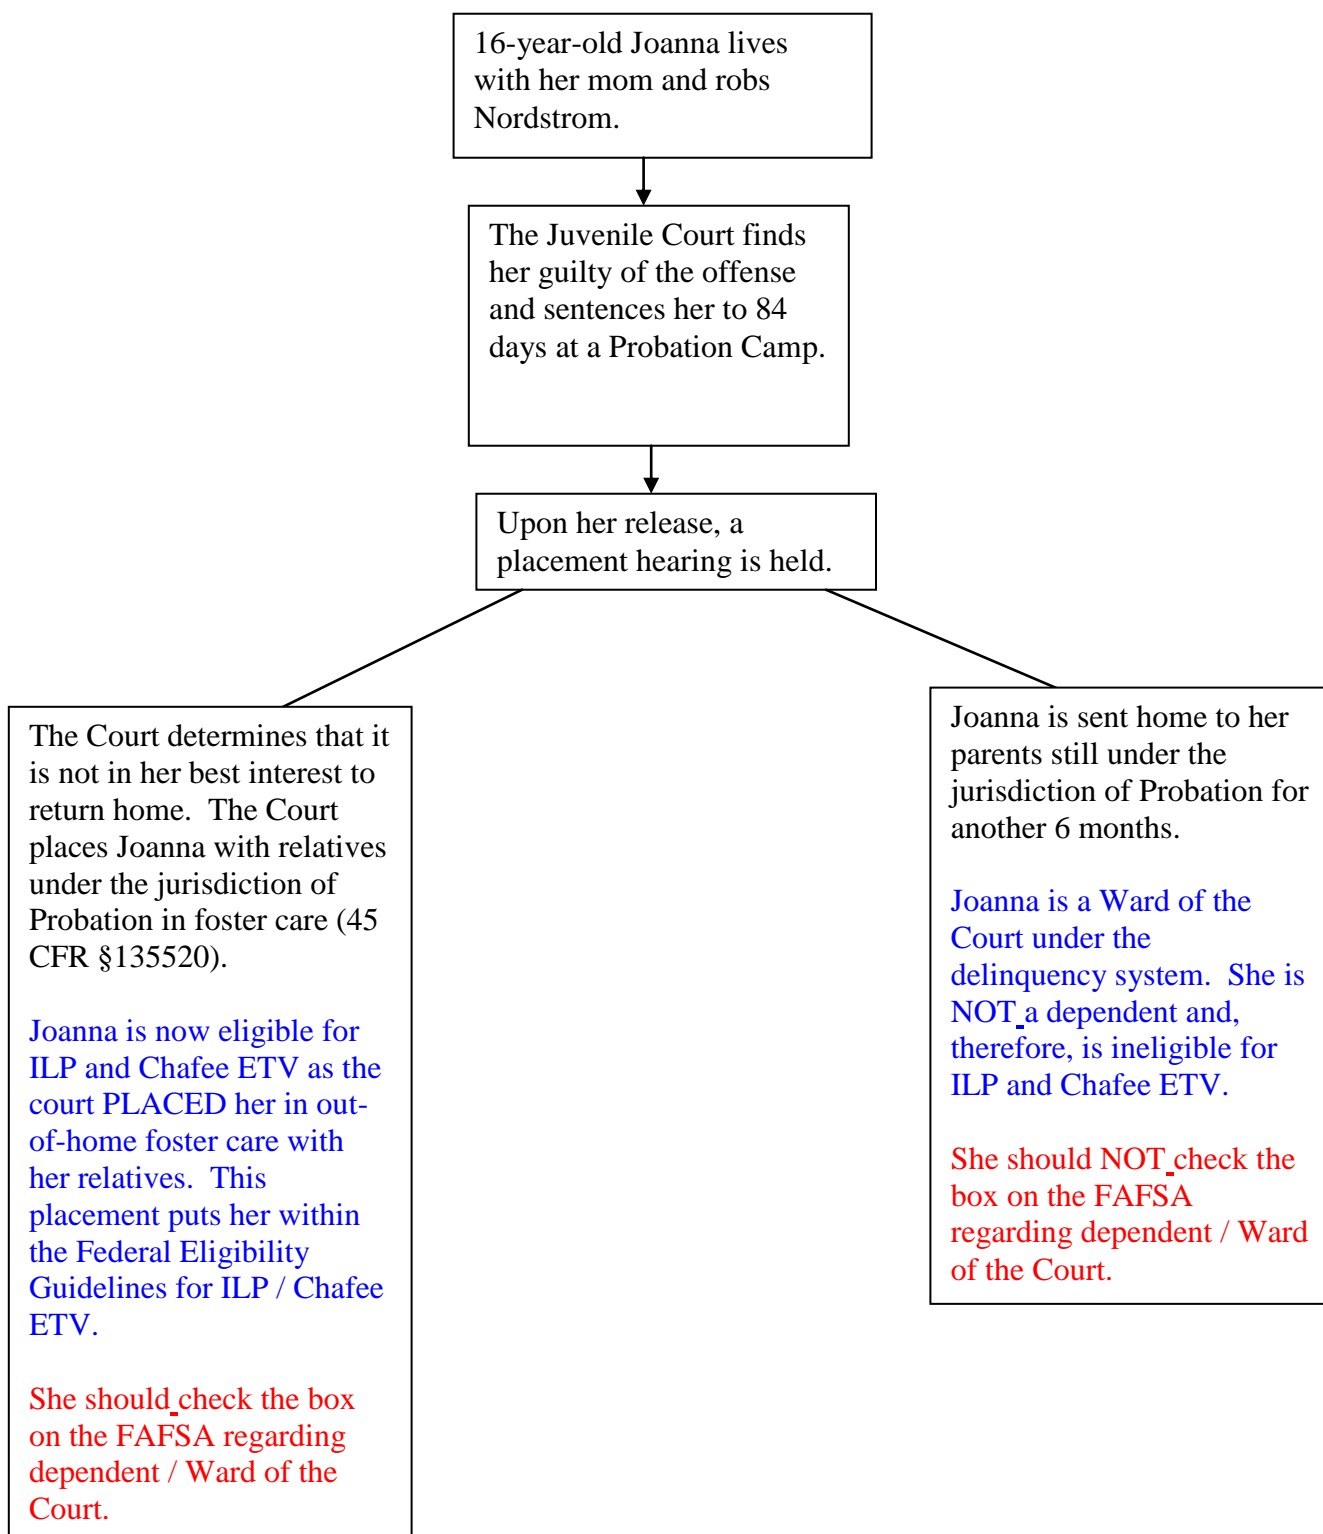 16-year-old Joanna lives
with her mom and robs
Nordstrom.
The Juvenile Court finds
her guilty of the offense
and sentences her to 84
days at a Probation Camp.
Upon her release, a
placement hearing is held.
The Court determines that it
is not in her best interest to
return home.  The Court
places Joanna with relatives
under the jurisdiction of
Probation in foster care (45
CFR §135520).
Joanna is now eligible for
ILP and Chafee ETV as the
court PLACED her in out-
of-home foster care with
her relatives.  This
placement puts her within
the Federal Eligibility
Guidelines for ILP / Chafee
ETV.
She should check the box
on the FAFSA regarding
dependent / Ward of the
Court.
Joanna is sent home to her
parents still under the
jurisdiction of Probation for
another 6 months.
Joanna is a Ward of the
Court under the
delinquency system.  She is
NOT a dependent and,
therefore, is ineligible for
ILP and Chafee ETV.
She should NOT check the
box on the FAFSA
regarding dependent / Ward
of the Court.